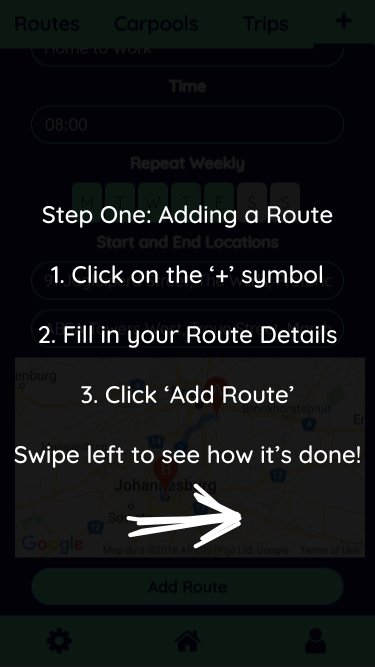 Routes Carpools Trips +
Home to Work
Time
08:00
Repeat Weekly
M T W T F S S
Step One: Adding a Route
Start and End Locations
1. Click on the ‘+’ symbol
2. Fill in your Route Details
3. Click ‘Add Route’
Bronkhorstspruit
Swipe left to see how it’s done!
Johannesburg
Google Map data ©2018 AfriGIS (Pty) Ltd, Google Terms of Use
Add Route